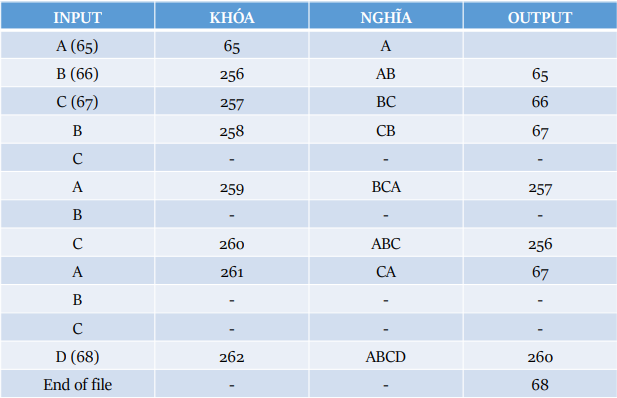 INPUT KHÓA NGHĨA OUTPUT
A (65) 65 A
B (66) 256 AB 65
C (67) 257 BC 66
B 258 CB 67
C - - -
A 259 BCA 257
B - - -
C 260 ABC 256
A 261 CA 67
B - - -
C - - -
D (68) 262 ABCD 260
End of file - - 68